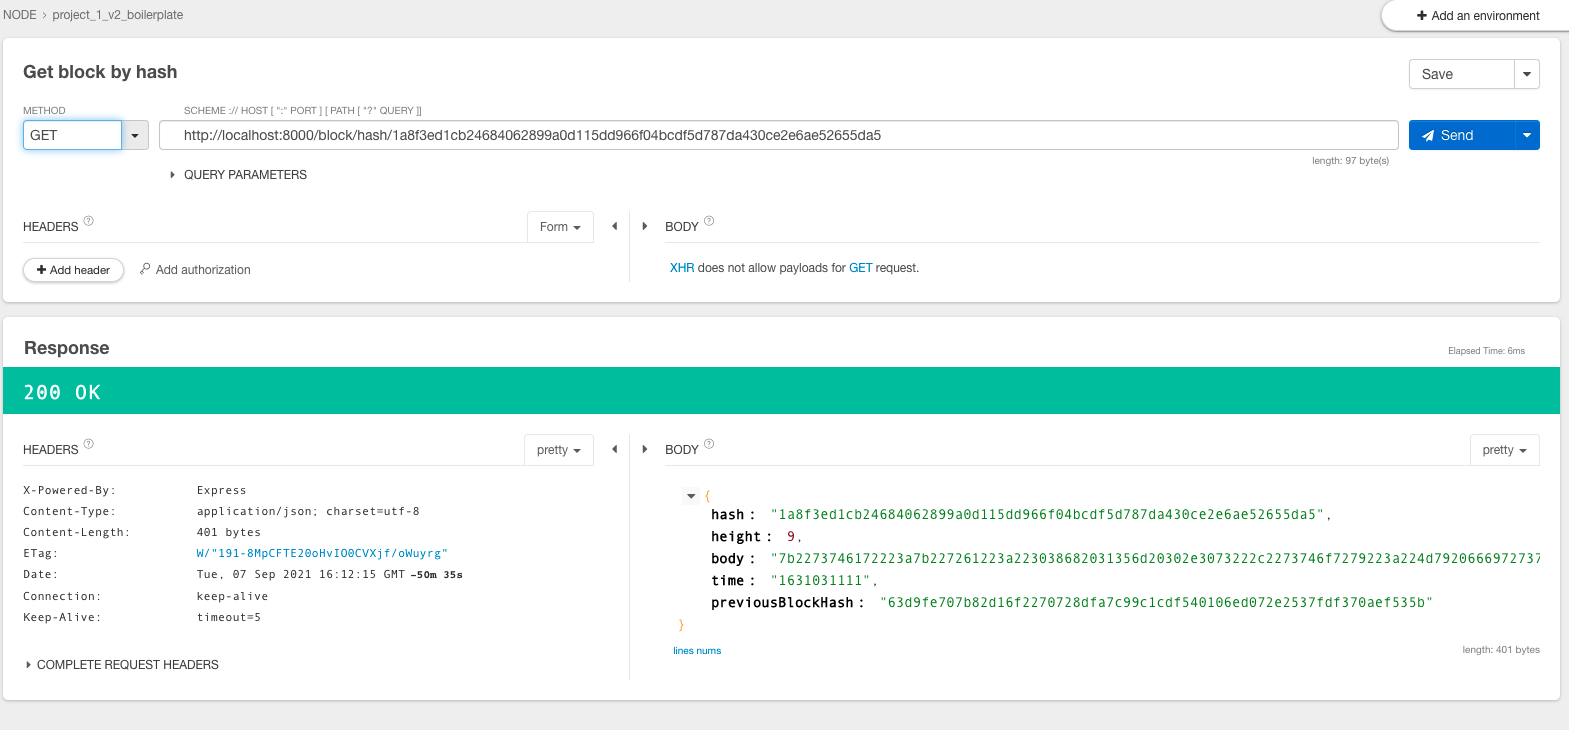 NODE › project_1_v2_boilerplate
+ Add an environment
Get block by hash
Save
METHOD
SCHEME :// HOST [ ":" PORT ] [ PATH [ "?" QUERY ]]
GET
http://localhost:8000/block/hash/1a8f3ed1cb24684062899a0d115dd966f04bcdf5d787da430ce2e6ae52655da5
Send
length: 97 byte(s)
QUERY PARAMETERS
HEADERS ?
Form
BODY ?
+ Add header
Add authorization
XHR does not allow payloads for GET request.
Response
Elapsed Time: 6ms
200 OK
HEADERS ?
pretty
BODY ?
pretty
X-Powered-By: Express
Content-Type: application/json; charset=utf-8
Content-Length: 401 bytes
ETag: W/"191-8MpCFTE20oHvIO0CVXjf/oWuyrg"
Date: Tue, 07 Sep 2021 16:12:15 GMT -50m 35s
Connection: keep-alive
Keep-Alive: timeout=5
COMPLETE REQUEST HEADERS
{
hash : "1a8f3ed1cb24684062899a0d115dd966f04bcdf5d787da430ce2e6ae52655da5",
height : 9,
body : "7b2273746172223a7b227261223a223038682031356d20302e3073222c2273746f7279223a224d7920666972737
time : "1631031111",
previousBlockHash : "63d9fe707b82d16f2270728dfa7c99c1cdf540106ed072e2537fdf370aef535b"
}
lines nums
length: 401 bytes